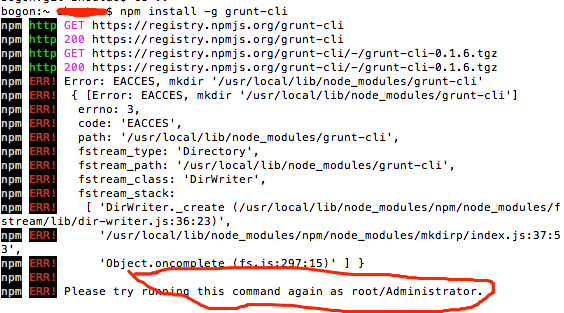 bogon:~ $ npm install -g grunt-cli
npm http GET https://registry.npmjs.org/grunt-cli
npm http 200 https://registry.npmjs.org/grunt-cli
npm http GET https://registry.npmjs.org/grunt-cli/-/grunt-cli-0.1.6.tgz
npm http 200 https://registry.npmjs.org/grunt-cli/-/grunt-cli-0.1.6.tgz
npm ERR! Error: EACCES, mkdir '/usr/local/lib/node_modules/grunt-cli'
npm ERR!  { [Error: EACCES, mkdir '/usr/local/lib/node_modules/grunt-cli']
npm ERR!   errno: 3,
npm ERR!   code: 'EACCES',
npm ERR!   path: '/usr/local/lib/node_modules/grunt-cli',
npm ERR!   fstream_type: 'Directory',
npm ERR!   fstream_path: '/usr/local/lib/node_modules/grunt-cli',
npm ERR!   fstream_class: 'DirWriter',
npm ERR!   fstream_stack:
npm ERR!    [ 'DirWriter._create (/usr/local/lib/node_modules/npm/node_modules/f
stream/lib/dir-writer.js:36:23)',
npm ERR!      '/usr/local/lib/node_modules/npm/node_modules/mkdirp/index.js:37:5
3',
npm ERR!      'Object.oncomplete (fs.js:297:15)' ] }
npm ERR!
npm ERR! Please try running this command again as root/Administrator.